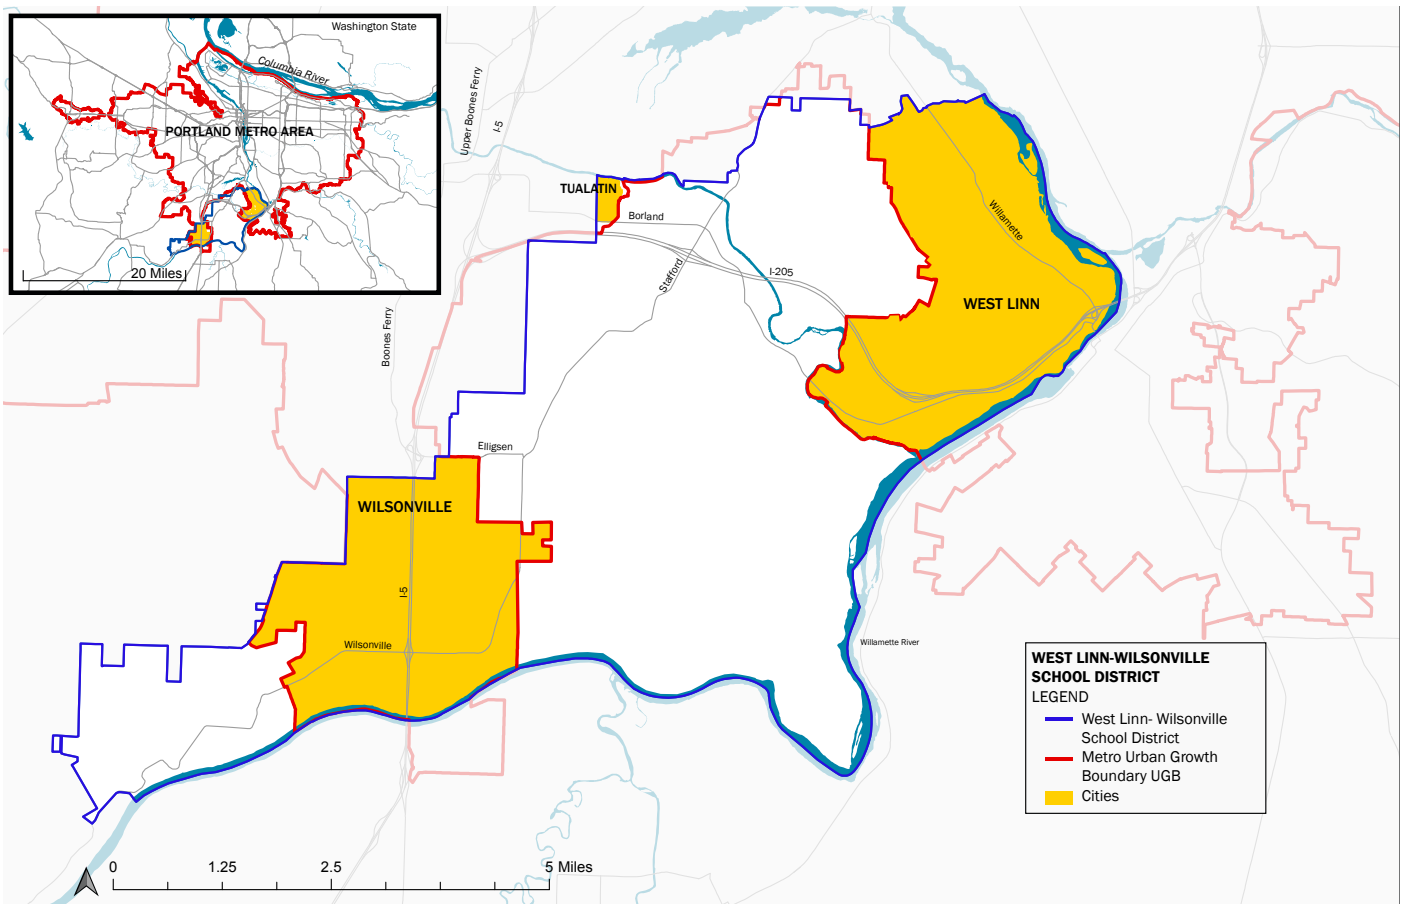 Washington State
Columbia River
PORTLAND METRO AREA
20 Miles
Upper Boones Ferry
I-5
TUALATIN
Borland
Stafford
I-205
Willamette
WEST LINN
Boones Ferry
Elligsen
WILSONVILLE
I-5
Wilsonville
Willamette River
WEST LINN-WILSONVILLE
SCHOOL DISTRICT
LEGEND
West Linn- Wilsonville
School District
Metro Urban Growth
Boundary UGB
Cities
0 1.25 2.5 5 Miles